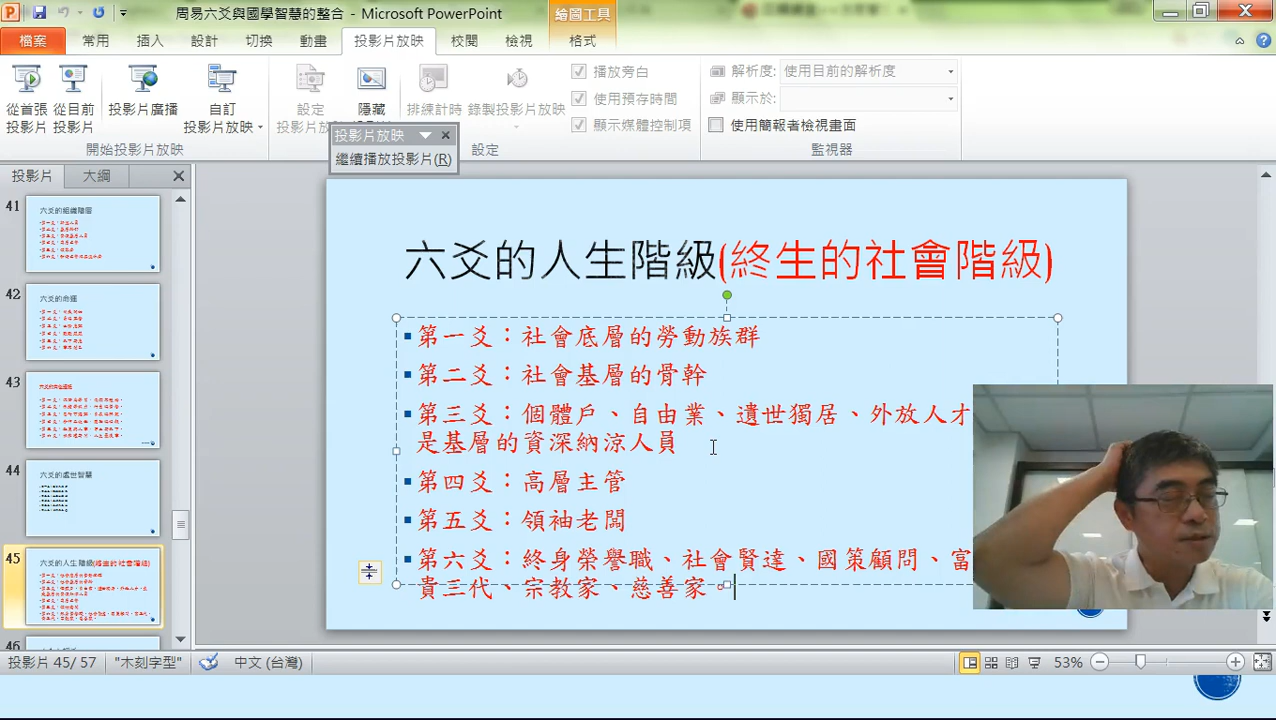 周易六爻與國學智慧的整合 - Microsoft PowerPoint
繪圖工具
檔案 常用 插入 設計 切換 動畫 投影片放映 校閱 檢視 格式
從首張投影片
從目前投影片
投影片廣播
自訂投影片放映
設定
隱藏
排練計時
錄製投影片放映
播放旁白
使用預存時間
顯示媒體控制項
解析度: 使用目前的解析度
顯示於:
使用簡報者檢視畫面
開始投影片放映
設定
監視器
投影片放映
繼續播放投影片(R)
投影片 大綱
41
六爻的組織階層
42
六爻的命運
43
44
六爻的處世智慧
45
六爻的人生階級(終生的社會階級)
46
六爻的人生階級(終生的社會階級)
第一爻：社會底層的勞動族群
第二爻：社會基層的骨幹
第三爻：個體戶、自由業、遺世獨居、外放人才
是基層的資深納涼人員
第四爻：高層主管
第五爻：領袖老闆
第六爻：終身榮譽職、社會賢達、國策顧問、富
貴三代、宗教家、慈善家。
投影片 45/ 57 "木刻字型" 中文 (台灣) 53%